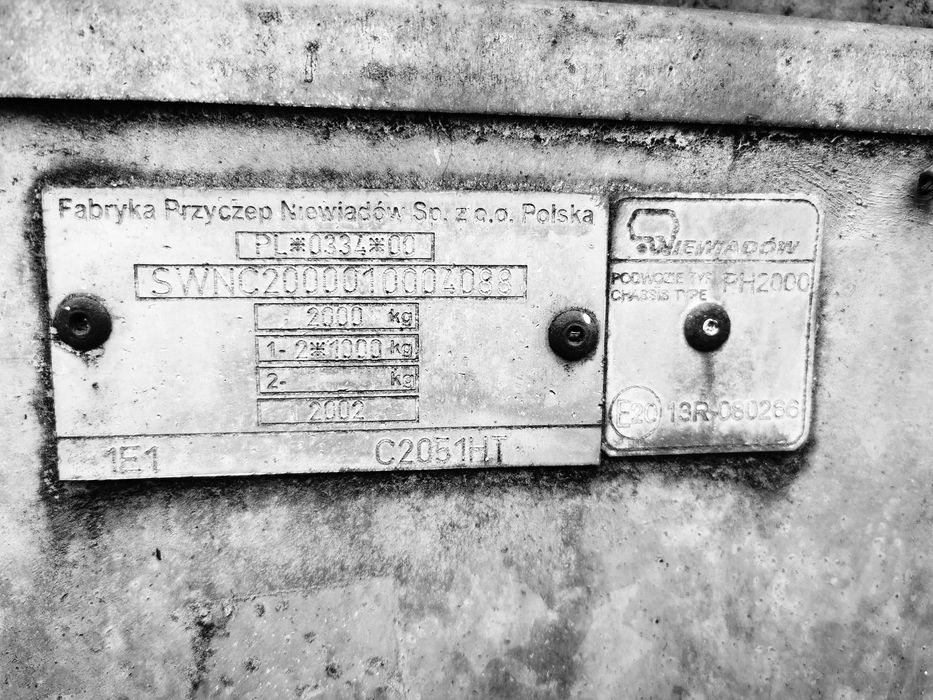 Fabryka Przyczep Niewiadów Sp. z o.o. Polska
PL*0334*00
SWNC2000010004088
2000 kg
1- 2*1000 kg
2- kg
2002
1E1 C2051HT
NIEWIADÓW
PODWOZIE TYP
CHASSIS TYPE PH2000
E20 13R-080266